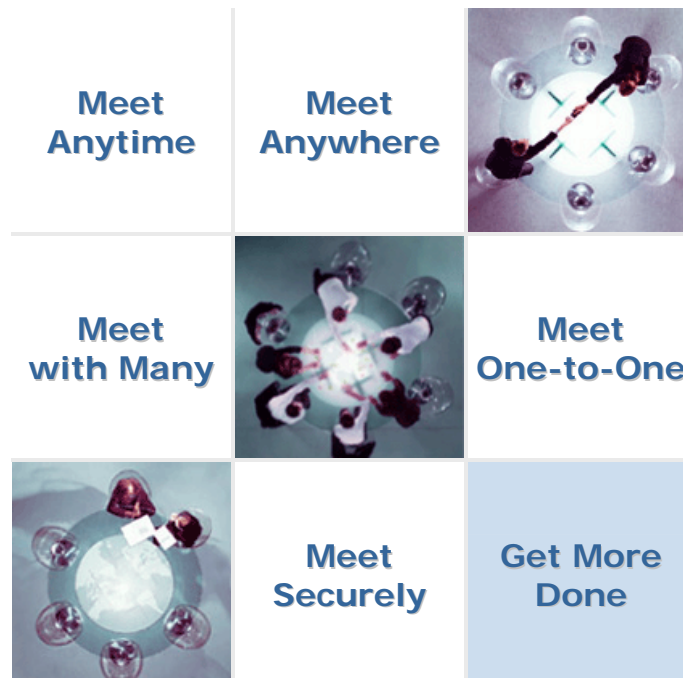 Meet
Anytime
Meet
Anywhere
Meet
with Many
Meet
One-to-One
Meet
Securely
Get More
Done